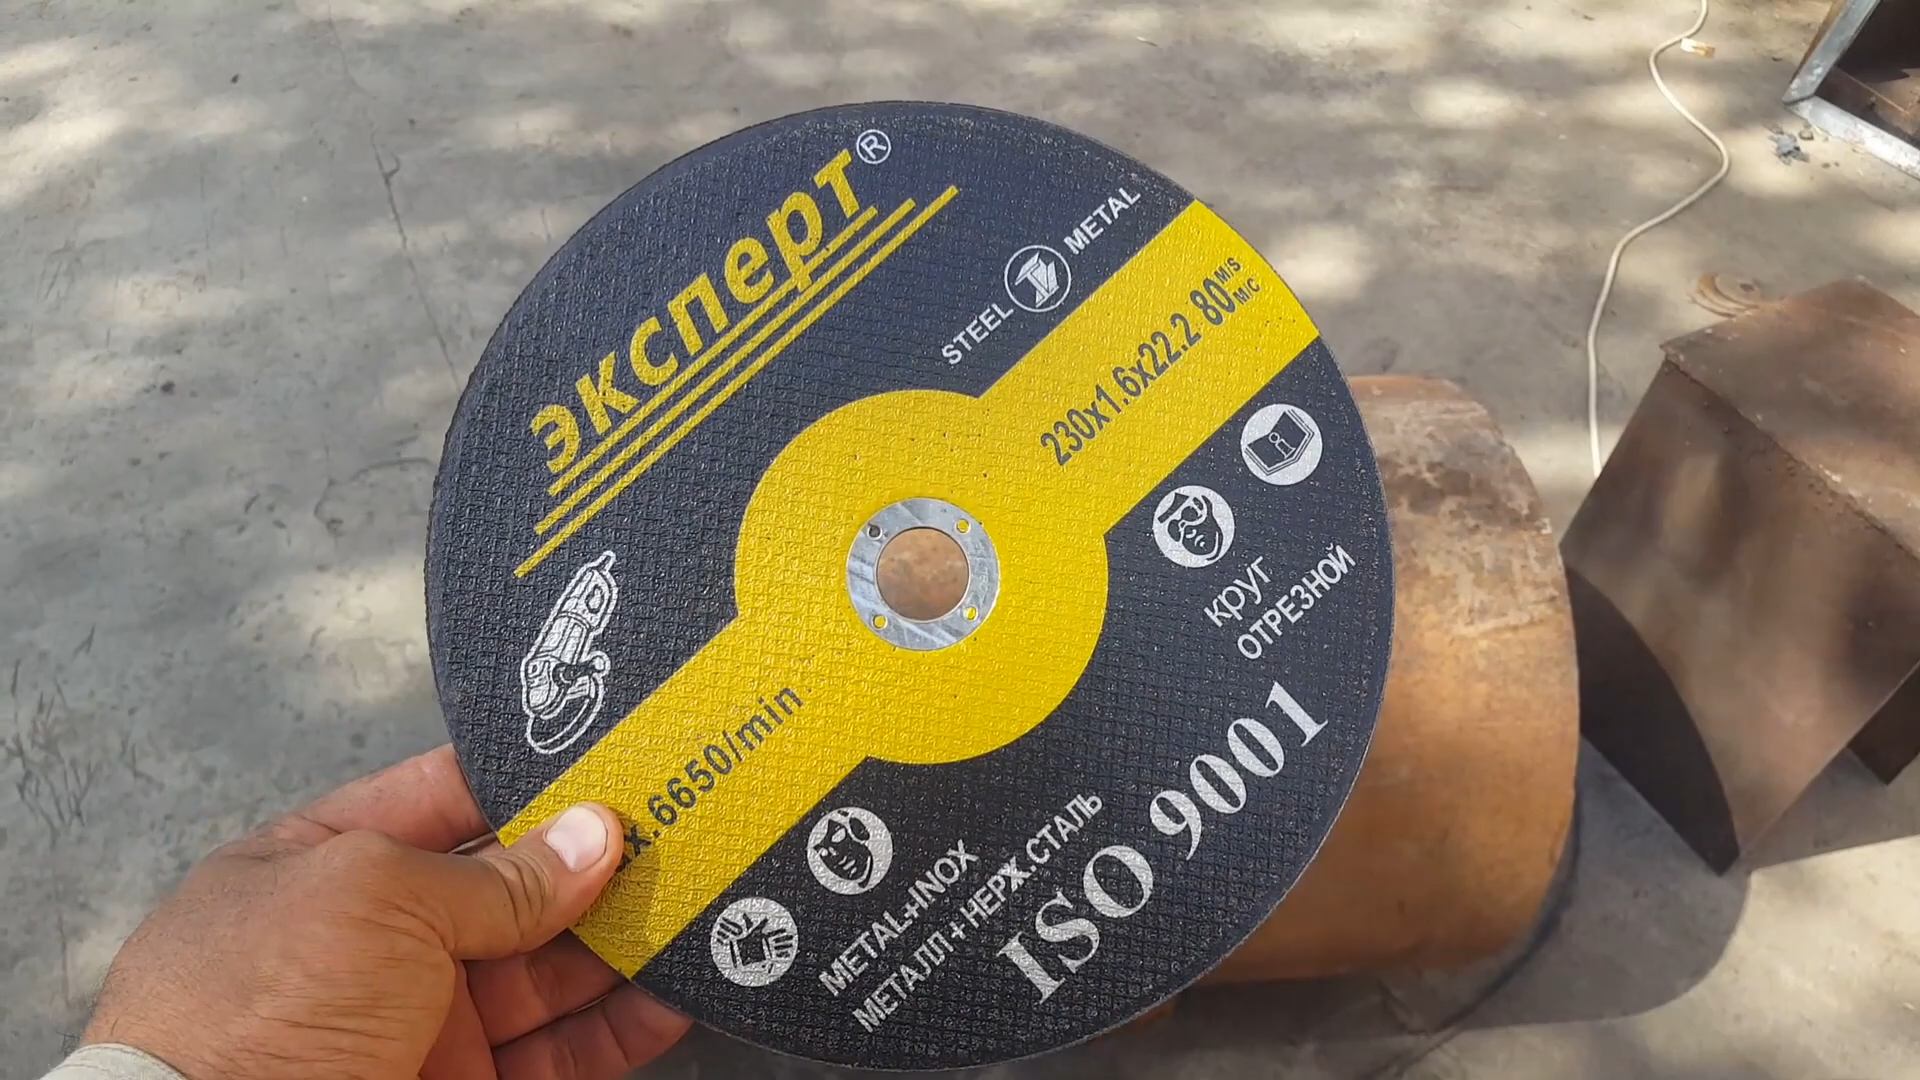 эксперт®
STEEL METAL
230x1.6x22.2 80 M/S
М/С
круг
ОТРЕЗНОЙ
x.6650/min
METAL+INOX
МЕТАЛЛ+НЕРЖ.СТАЛЬ
ISO 9001